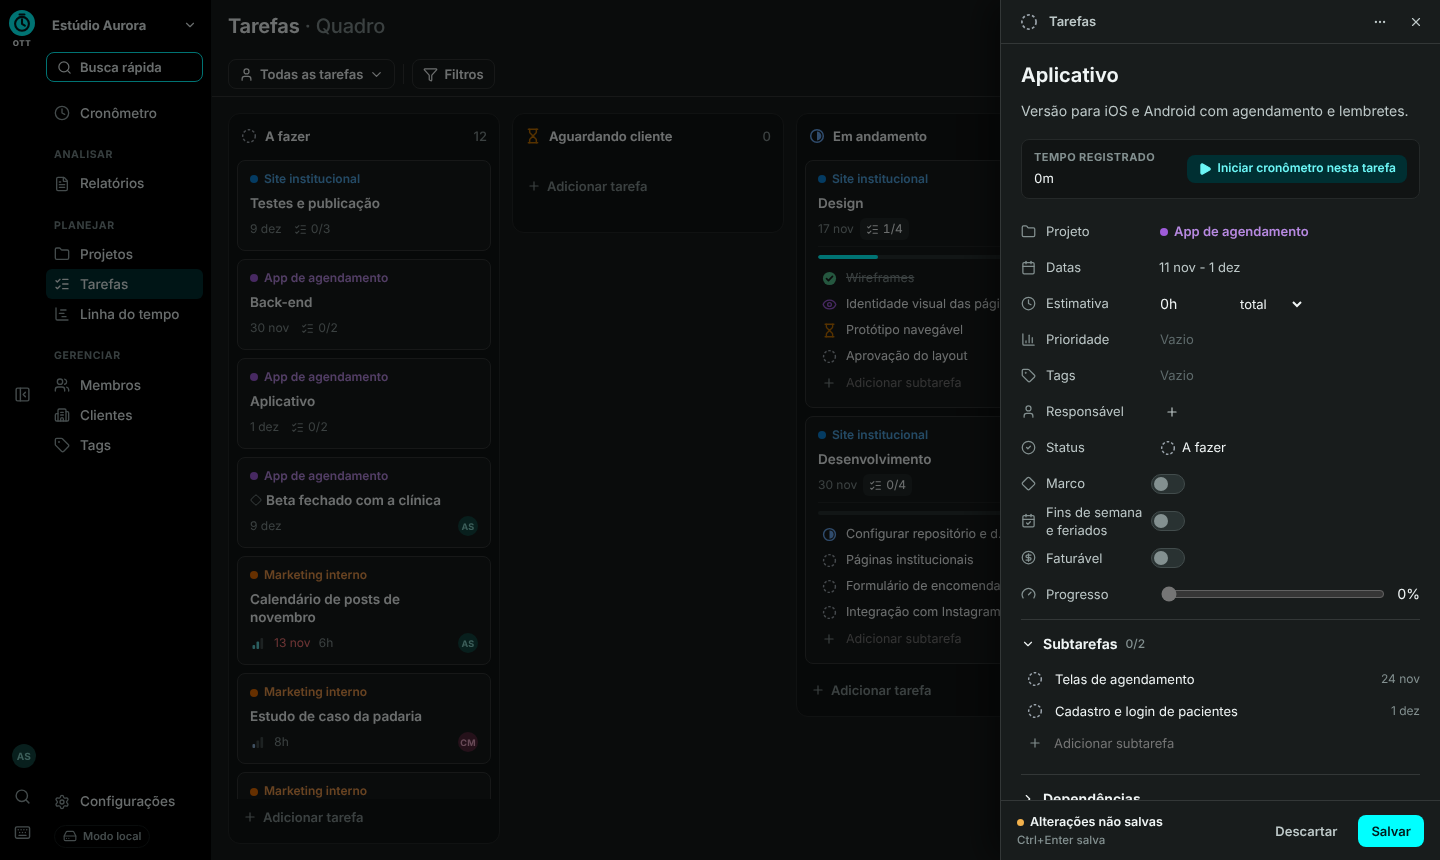 OTT
Estúdio Aurora
Busca rápida
Cronômetro
ANALISAR
Relatórios
PLANEJAR
Projetos
Tarefas
Linha do tempo
GERENCIAR
Membros
Clientes
Tags
AS
Configurações
Modo local
Tarefas · Quadro
Todas as tarefas
Filtros
A fazer 12
Site institucional
Testes e publicação
9 dez 0/3
App de agendamento
Back-end
30 nov 0/2
App de agendamento
Aplicativo
1 dez 0/2
App de agendamento
Beta fechado com a clínica
9 dez AS
Marketing interno
Calendário de posts de
novembro
13 nov 6h AS
Marketing interno
Estudo de caso da padaria
8h CM
Marketing interno
Adicionar tarefa
Aguardando cliente 0
Adicionar tarefa
Em andamento
Site institucional
Design
17 nov 1/4
Wireframes
Identidade visual das pági
Protótipo navegável
Aprovação do layout
Adicionar subtarefa
Site institucional
Desenvolvimento
30 nov 0/4
Configurar repositório e d.
Páginas institucionais
Formulário de encomenda
Integração com Instagram
Adicionar subtarefa
Adicionar tarefa
Tarefas
Aplicativo
Versão para iOS e Android com agendamento e lembretes.
TEMPO REGISTRADO
0m
Iniciar cronômetro nesta tarefa
Projeto App de agendamento
Datas 11 nov - 1 dez
Estimativa 0h total
Prioridade Vazio
Tags Vazio
Responsável
Status A fazer
Marco
Fins de semana
e feriados
Faturável
Progresso 0%
Subtarefas 0/2
Telas de agendamento 24 nov
Cadastro e login de pacientes 1 dez
Adicionar subtarefa
Dependências
Alterações não salvas
Ctrl+Enter salva
Descartar
Salvar